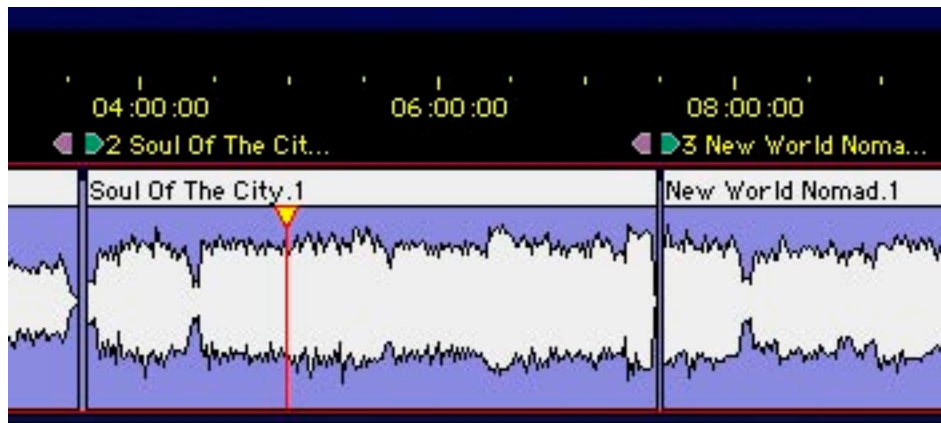 04:00:00 06:00:00 08:00:00
2 Soul Of The Cit... 3 New World Noma...
Soul Of The City.1 New World Nomad.1